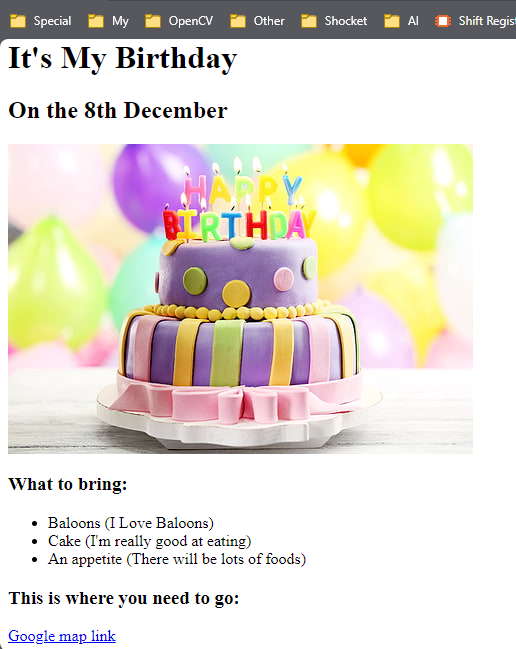 Special My OpenCV Other Shocket AI Shift Regist
It's My Birthday
On the 8th December
HAPPY
BIRTHDAY
What to bring:
Baloons (I Love Baloons)
Cake (I'm really good at eating)
An appetite (There will be lots of foods)
This is where you need to go:
Google map link